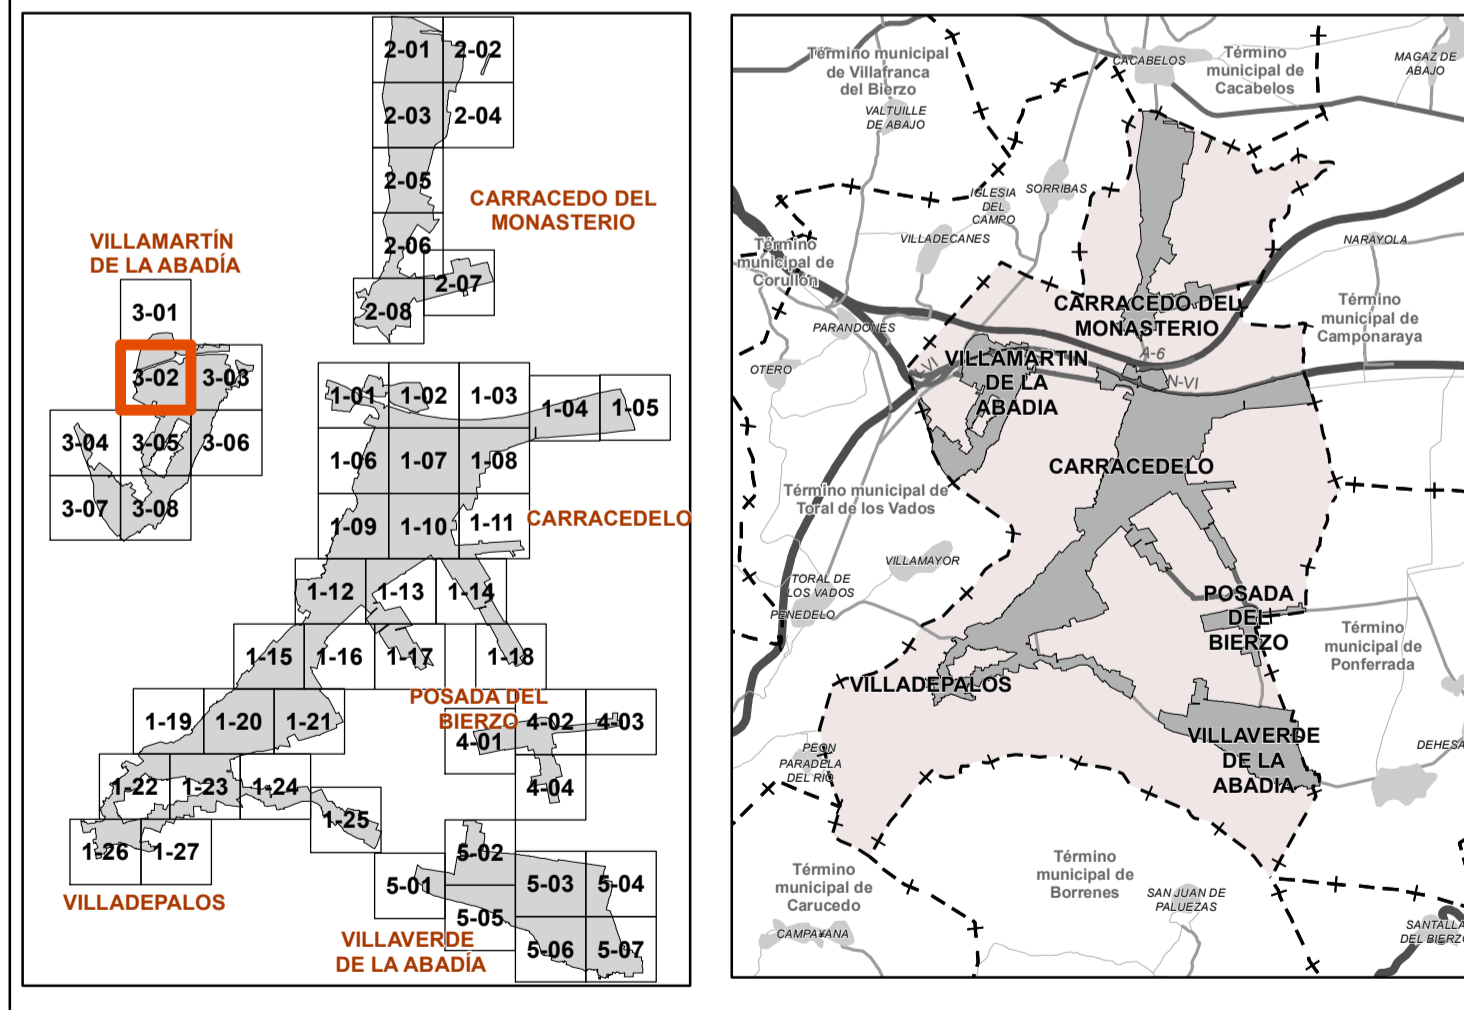 2-01
2-02
2-03
2-04
2-05
2-06
2-07
2-08
CARRACEDO DEL
MONASTERIO
VILLAMARTÍN
DE LA ABADÍA
3-01
3-02
3-03
3-04
3-05
3-06
3-07
3-08
1-01
1-02
1-03
1-04
1-05
1-06
1-07
1-08
1-09
1-10
1-11
CARRACEDELO
1-12
1-13
1-14
1-15
1-16
1-17
1-18
1-19
1-20
1-21
POSADA DEL
BIERZO
4-01
4-02
4-03
4-04
1-22
1-23
1-24
1-25
1-26
1-27
VILLADEPALOS
5-01
5-02
5-03
5-04
5-05
5-06
5-07
VILLAVERDE
DE LA ABADÍA
Término municipal
de Villafranca
del Bierzo
CACABELOS
Término
municipal de
Cacabelos
MAGAZ DE
ABAJO
VALTUILLE
DE ABAJO
IGLESIA
DEL
CAMPO
SORRIBAS
VILLADECANES
NARAYOLA
Término
municipal de
Corullón
CARRACEDO DEL
MONASTERIO
Término
municipal de
Camponaraya
PARANDONES
A-6
N-VI
OTERO
VILLAMARTIN
DE LA
ABADIA
N-VI
CARRACEDELO
Término municipal de
Toral de los Vados
VILLAMAYOR
TORAL DE
LOS VADOS
PENEDELO
POSADA
DEL
BIERZO
Término
municipal de
Ponferrada
VILLADEPALOS
VILLAVERDE
DE LA
ABADIA
PEON
PARADELA
DEL RÍO
DEHESA
Término
municipal de
Carucedo
Término
municipal de
Borrenes
SAN JUAN DE
PALUEZAS
CAMPA¥ANA
SANTALLA
DEL BIERZO